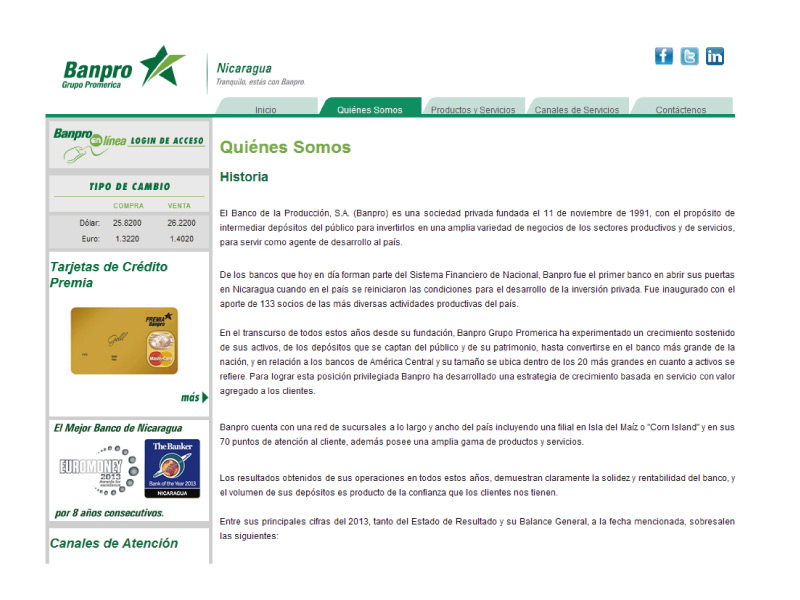 Banpro
Grupo Promerica
Nicaragua
Tranquilo, estás con Banpro.
Inicio
Quiénes Somos
Productos y Servicios
Canales de Servicios
Contáctenos
Banpro en línea LOGIN DE ACCESO
TIPO DE CAMBIO
COMPRA VENTA
Dólar: 25.8200 26.2200
Euro: 1.3220 1.4020
Tarjetas de Crédito
Premia
PREMIA
Banpro
Gold
MasterCard
más
El Mejor Banco de Nicaragua
EUROMONEY
2013
The Banker
Bank of the Year 2013
NICARAGUA
por 8 años consecutivos.
Canales de Atención
Quiénes Somos
Historia
El Banco de la Producción, S.A. (Banpro) es una sociedad privada fundada el 11 de noviembre de 1991, con el propósito de
intermediar depósitos del público para invertirlos en una amplia variedad de negocios de los sectores productivos y de servicios,
para servir como agente de desarrollo al país.
De los bancos que hoy en día forman parte del Sistema Financiero de Nacional, Banpro fue el primer banco en abrir sus puertas
en Nicaragua cuando en el país se reiniciaron las condiciones para el desarrollo de la inversión privada. Fue inaugurado con el
aporte de 133 socios de las más diversas actividades productivas del país.
En el transcurso de todos estos años desde su fundación, Banpro Grupo Promerica ha experimentado un crecimiento sostenido
de sus activos, de los depósitos que se captan del público y de su patrimonio, hasta convertirse en el banco más grande de la
nación, y en relación a los bancos de América Central y su tamaño se ubica dentro de los 20 más grandes en cuanto a activos se
refiere. Para lograr esta posición privilegiada Banpro ha desarrollado una estrategia de crecimiento basada en servicio con valor
agregado a los clientes.
Banpro cuenta con una red de sucursales a lo largo y ancho del país incluyendo una filial en Isla del Maíz o "Corn Island" y en sus
70 puntos de atención al cliente, además posee una amplia gama de productos y servicios.
Los resultados obtenidos de sus operaciones en todos estos años, demuestran claramente la solidez y rentabilidad del banco, y
el volumen de sus depósitos es producto de la confianza que los clientes nos tienen.
Entre sus principales cifras del 2013, tanto del Estado de Resultado y su Balance General, a la fecha mencionada, sobresalen
las siguientes: